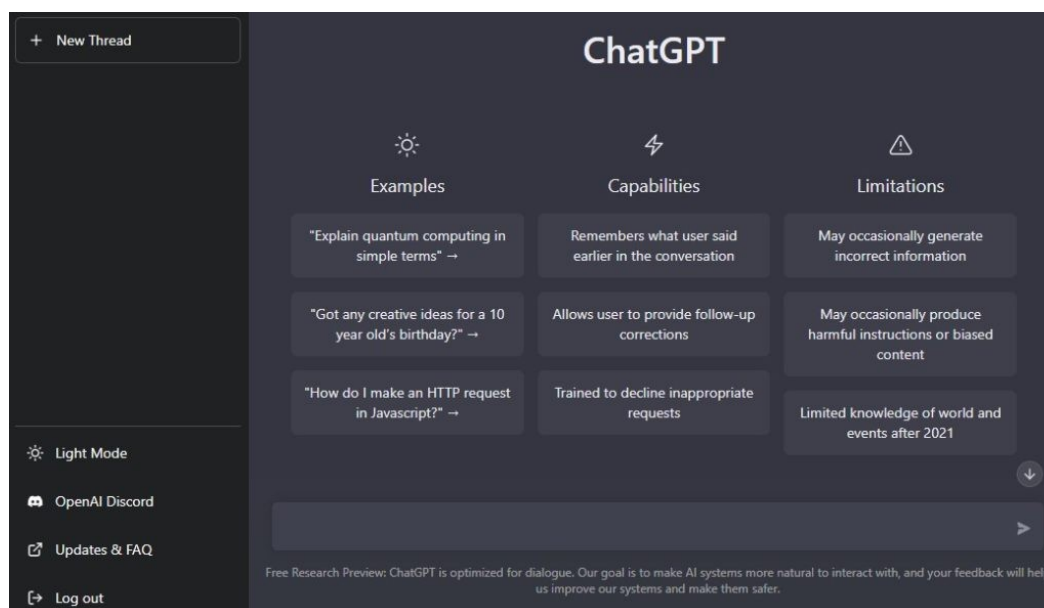 + New Thread
ChatGPT
Examples
"Explain quantum computing in
simple terms" →
"Got any creative ideas for a 10
year old's birthday?" →
"How do I make an HTTP request
in Javascript?" →
Capabilities
Remembers what user said
earlier in the conversation
Allows user to provide follow-up
corrections
Trained to decline inappropriate
requests
Limitations
May occasionally generate
incorrect information
May occasionally produce
harmful instructions or biased
content
Limited knowledge of world and
events after 2021
Light Mode
OpenAI Discord
Updates & FAQ
Log out
Free Research Preview: ChatGPT is optimized for dialogue. Our goal is to make AI systems more natural to interact with, and your feedback will hel
us improve our systems and make them safer.